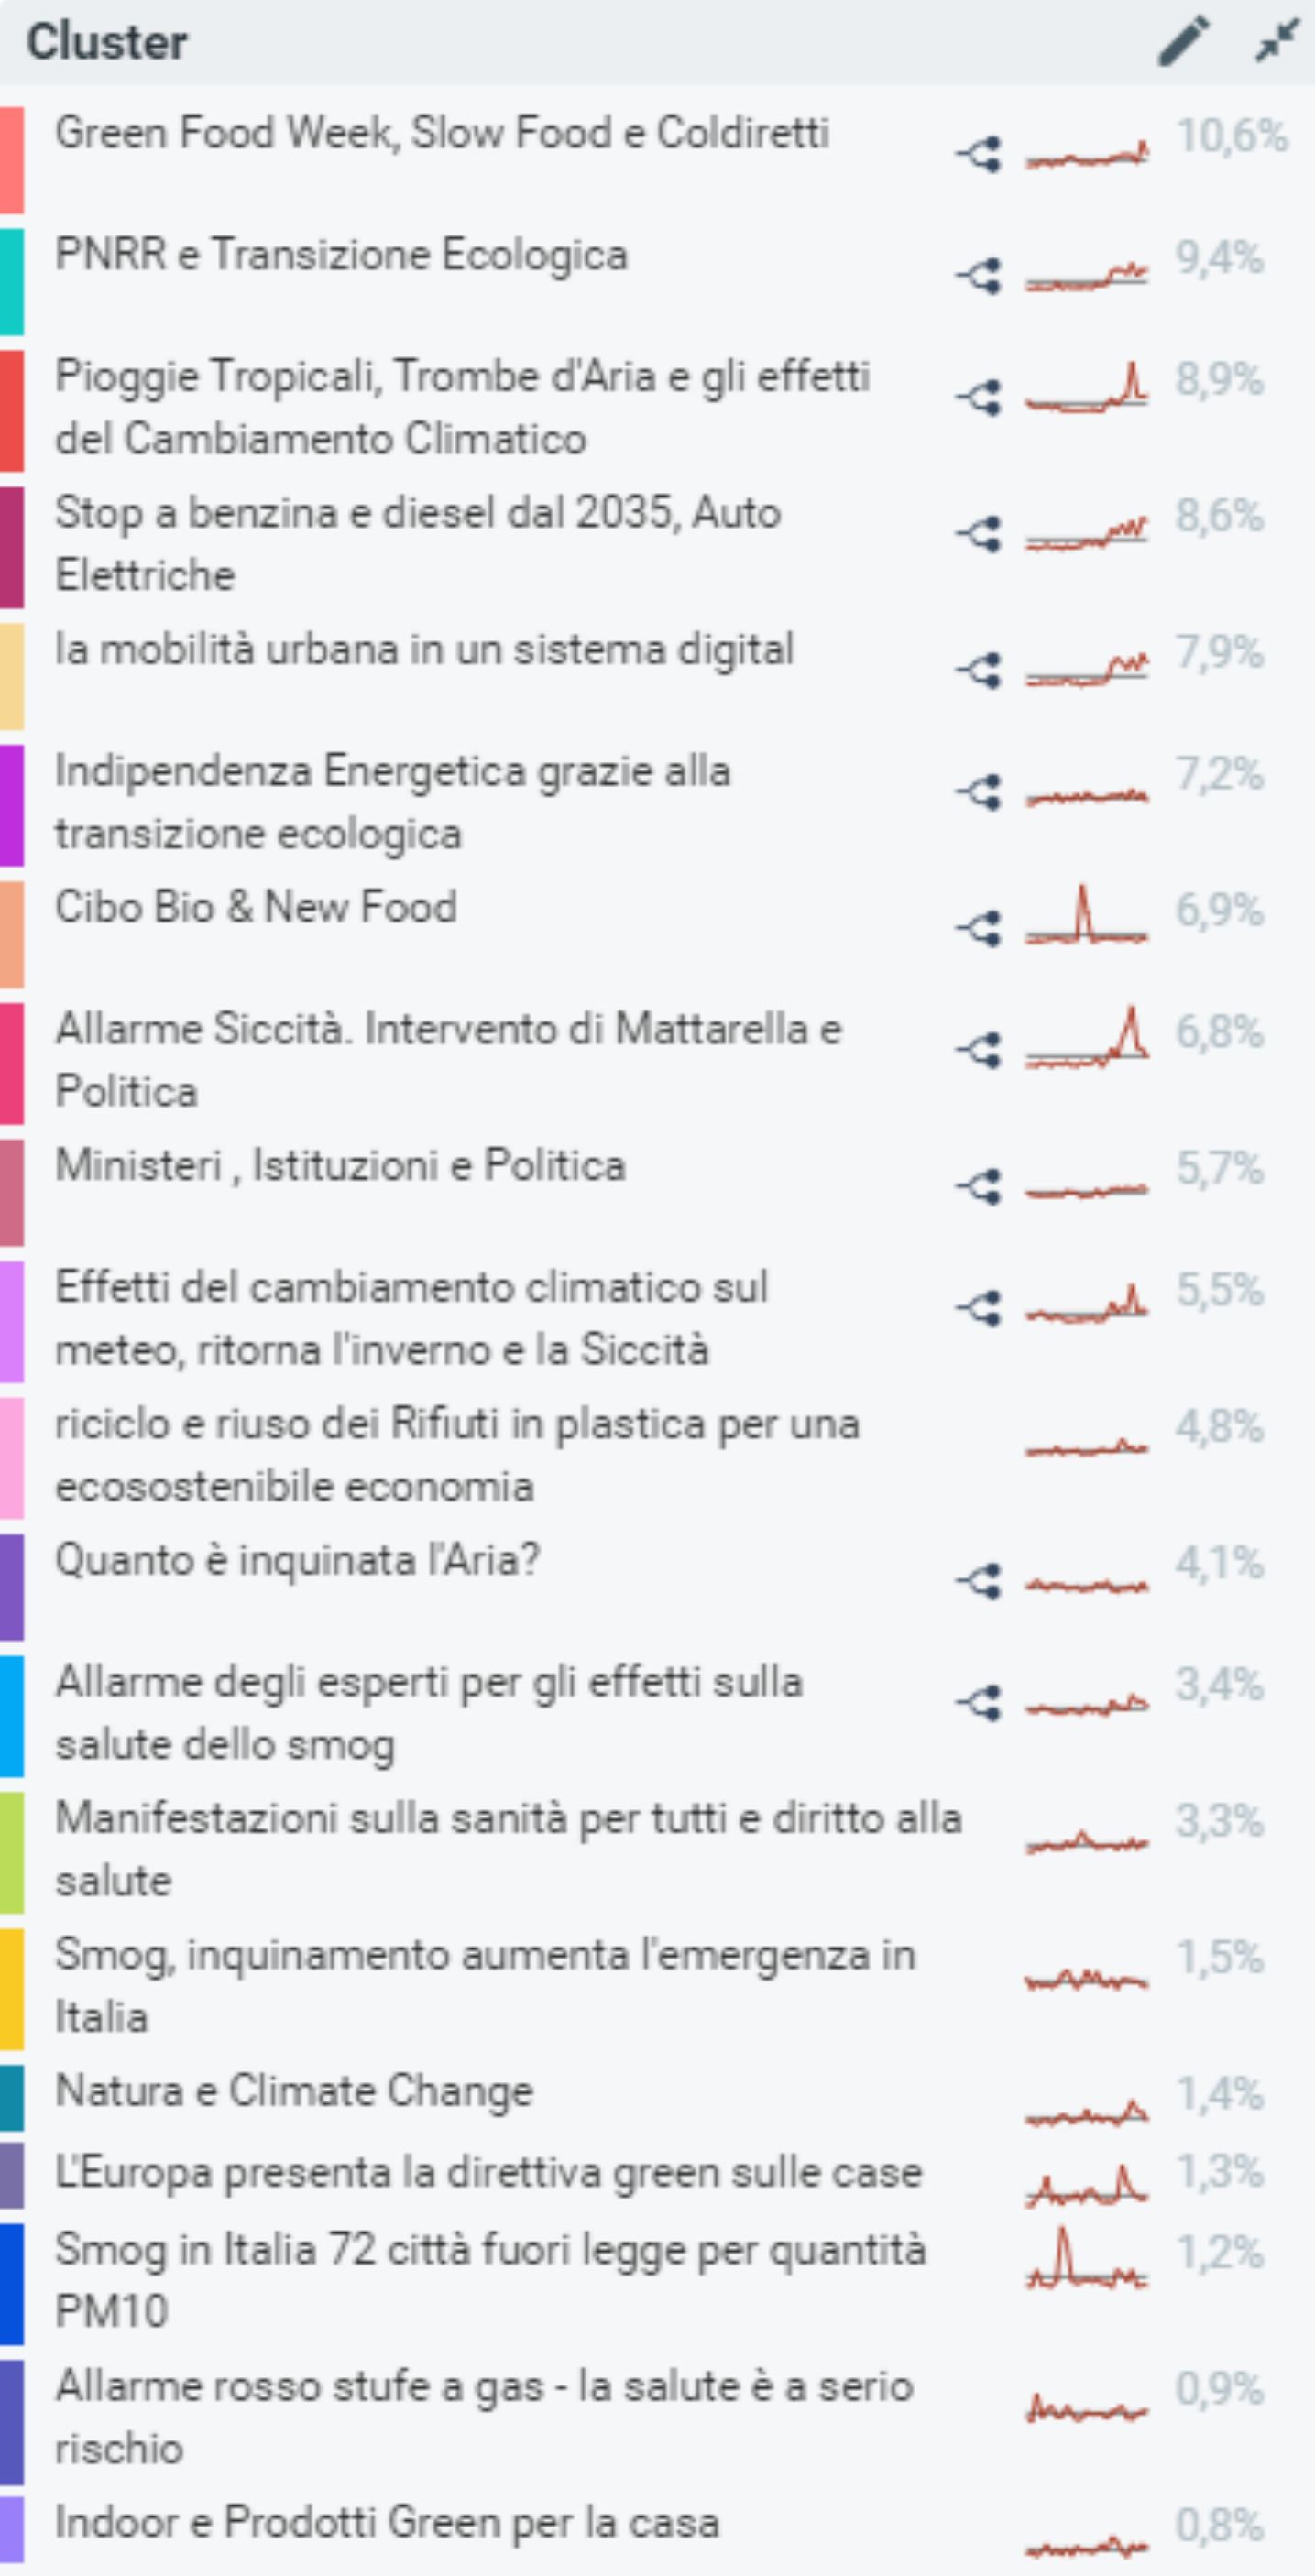 Cluster
Green Food Week, Slow Food e Coldiretti 10,6%
PNRR e Transizione Ecologica 9,4%
Pioggie Tropicali, Trombe d'Aria e gli effetti 8,9%
del Cambiamento Climatico
Stop a benzina e diesel dal 2035, Auto 8,6%
Elettriche
la mobilità urbana in un sistema digital 7,9%
Indipendenza Energetica grazie alla 7,2%
transizione ecologica
Cibo Bio & New Food 6,9%
Allarme Siccità. Intervento di Mattarella e 6,8%
Politica
Ministeri , Istituzioni e Politica 5,7%
Effetti del cambiamento climatico sul 5,5%
meteo, ritorna l'inverno e la Siccità
riciclo e riuso dei Rifiuti in plastica per una 4,8%
ecosostenibile economia
Quanto è inquinata l'Aria? 4,1%
Allarme degli esperti per gli effetti sulla 3,4%
salute dello smog
Manifestazioni sulla sanità per tutti e diritto alla 3,3%
salute
Smog, inquinamento aumenta l'emergenza in 1,5%
Italia
Natura e Climate Change 1,4%
L'Europa presenta la direttiva green sulle case 1,3%
Smog in Italia 72 città fuori legge per quantità 1,2%
PM10
Allarme rosso stufe a gas - la salute è a serio 0,9%
rischio
Indoor e Prodotti Green per la casa 0,8%